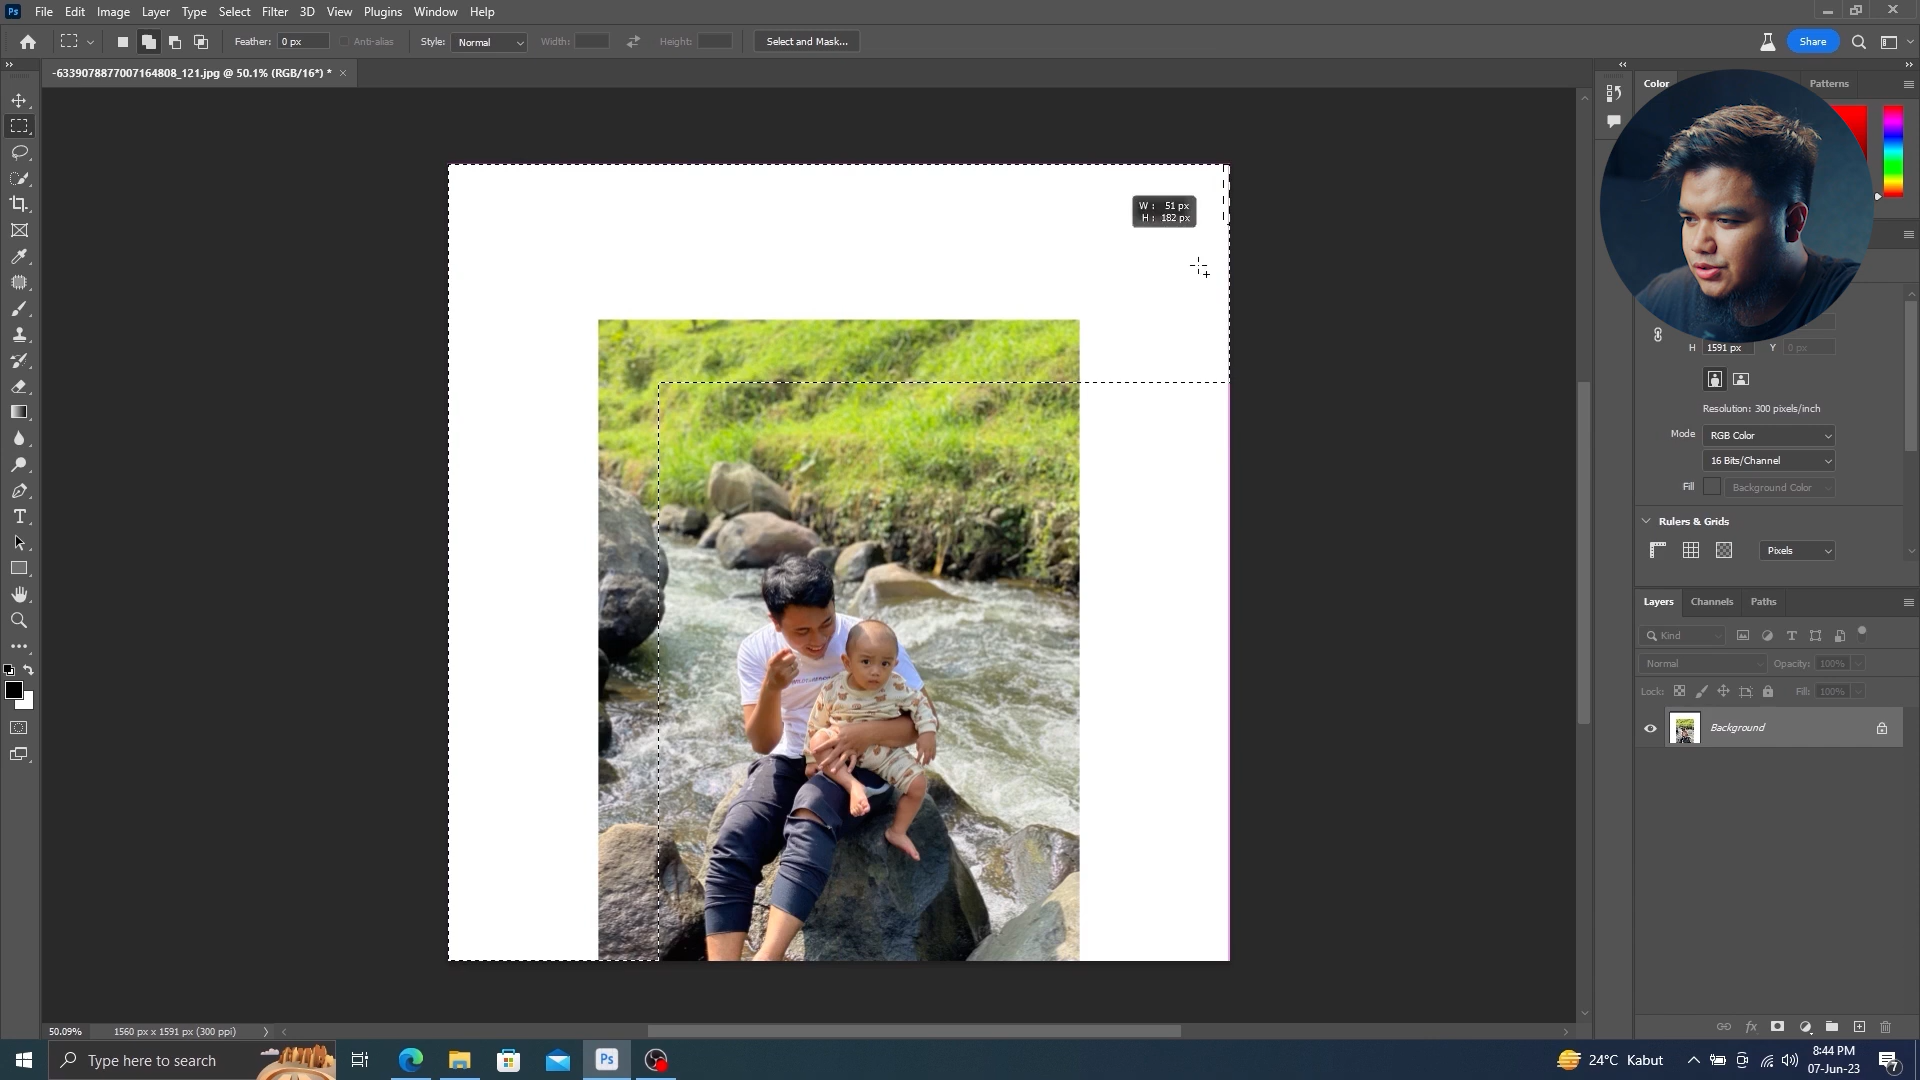 Ps File Edit Image Layer Type Select Filter 3D View Plugins Window Help
Feather: 0 px Anti-alias Style: Normal Width: Height: Select and Mask... Share
-6339078877007164808_121.jpg @ 50.1% (RGB/16*) * ×
Color Patterns
W : 51 px
H : 182 px
H 1591 px Y 0 px
Resolution: 300 pixels/inch
Mode RGB Color
16 Bits/Channel
Fill Background Color
Rulers & Grids
Pixels
Layers Channels Paths
Kind
Normal Opacity: 100%
Lock: Fill: 100%
Background
50.09% 1560 px x 1591 px (300 ppi)
Type here to search
Ps
24°C Kabut
8:44 PM
07-Jun-23
7